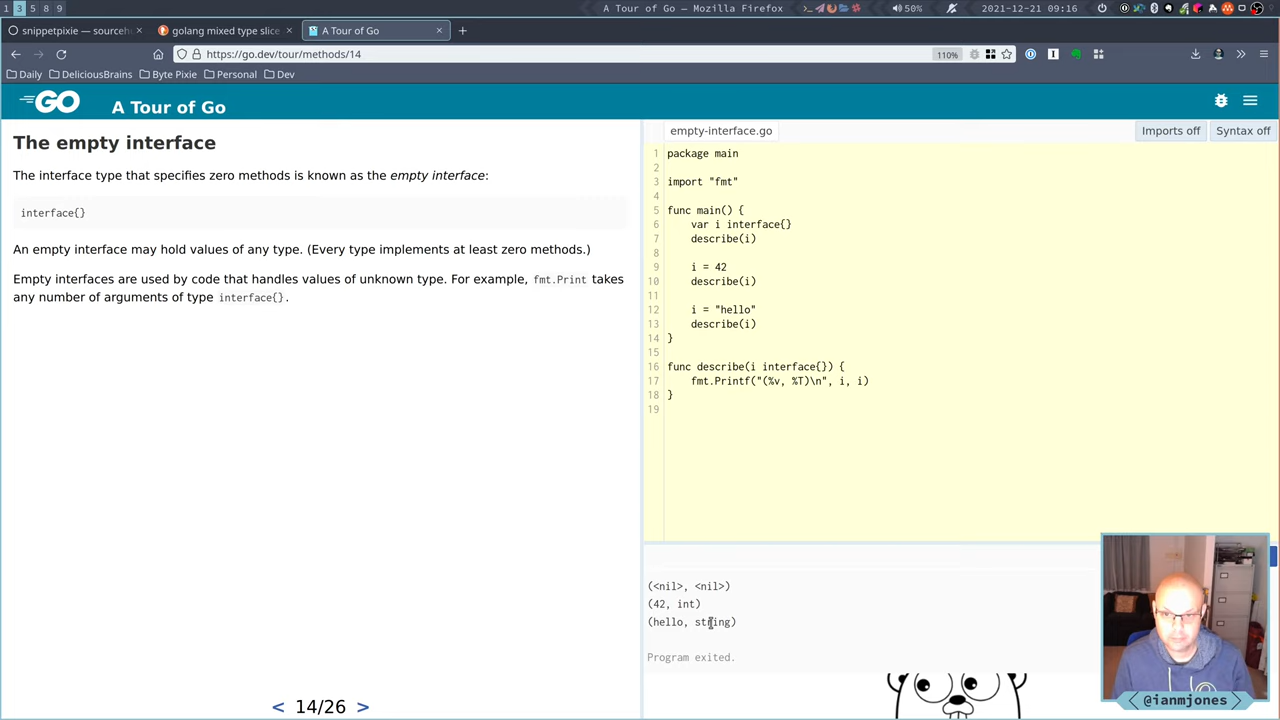 1 3 5 8 9
A Tour of Go — Mozilla Firefox
50%
2021-12-21 09:16
snippetpixie — sourceh
golang mixed type slice
A Tour of Go
https://go.dev/tour/methods/14
110%
Daily
DeliciousBrains
Byte Pixie
Personal
Dev
GO
A Tour of Go
The empty interface
The interface type that specifies zero methods is known as the empty interface:
interface{}
An empty interface may hold values of any type. (Every type implements at least zero methods.)
Empty interfaces are used by code that handles values of unknown type. For example, fmt.Print takes
any number of arguments of type interface{}.
< 14/26 >
empty-interface.go
Imports off
Syntax off
1 package main
2
3 import "fmt"
4
5 func main() {
6 var i interface{}
7 describe(i)
8
9 i = 42
10 describe(i)
11
12 i = "hello"
13 describe(i)
14 }
15
16 func describe(i interface{}) {
17 fmt.Printf("(%v, %T)\n", i, i)
18 }
19
(<nil>, <nil>)
(42, int)
(hello, string)
Program exited.
@ianmjones